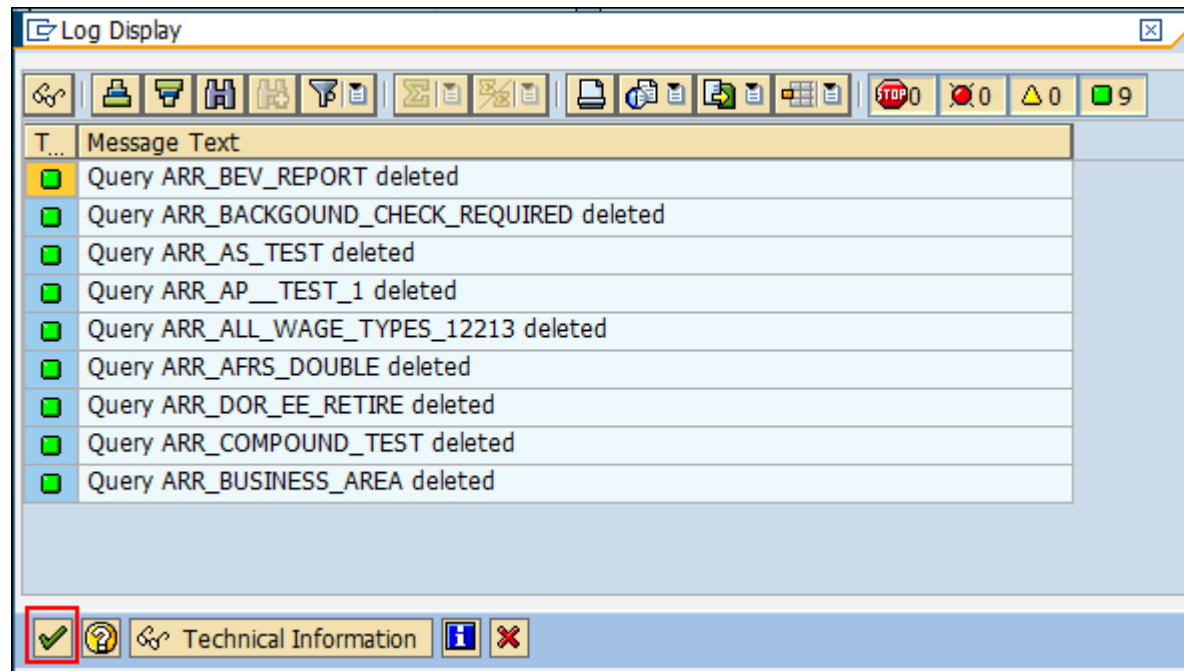 Log Display
STOP 0 0 0 9
T... Message Text
Query ARR_BEV_REPORT deleted
Query ARR_BACKGOUND_CHECK_REQUIRED deleted
Query ARR_AS_TEST deleted
Query ARR_AP__TEST_1 deleted
Query ARR_ALL_WAGE_TYPES_12213 deleted
Query ARR_AFRS_DOUBLE deleted
Query ARR_DOR_EE_RETIRE deleted
Query ARR_COMPOUND_TEST deleted
Query ARR_BUSINESS_AREA deleted
Technical Information